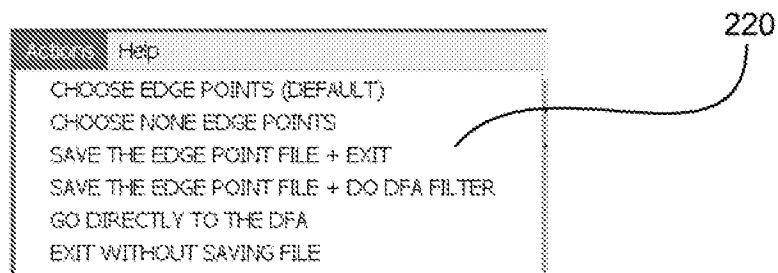 220
Actions Help
CHOOSE EDGE POINTS (DEFAULT)
CHOOSE NONE EDGE POINTS
SAVE THE EDGE POINT FILE + EXIT
SAVE THE EDGE POINT FILE + DO DFA FILTER
GO DIRECTLY TO THE DFA
EXIT WITHOUT SAVING FILE